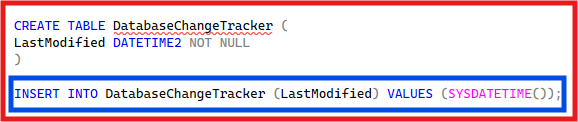 CREATE TABLE DatabaseChangeTracker (
LastModified DATETIME2 NOT NULL
)
INSERT INTO DatabaseChangeTracker (LastModified) VALUES (SYSDATETIME());